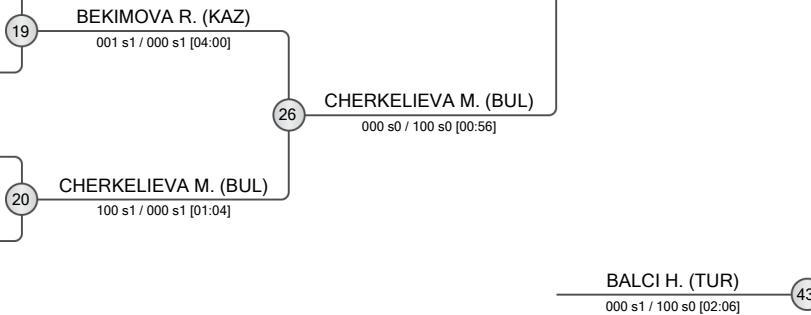 19
BEKIMOVA R. (KAZ)
001 s1 / 000 s1 [04:00]
26
CHERKELIEVA M. (BUL)
000 s0 / 100 s0 [00:56]
20
CHERKELIEVA M. (BUL)
100 s1 / 000 s1 [01:04]
BALCI H. (TUR)
000 s1 / 100 s0 [02:06]
43